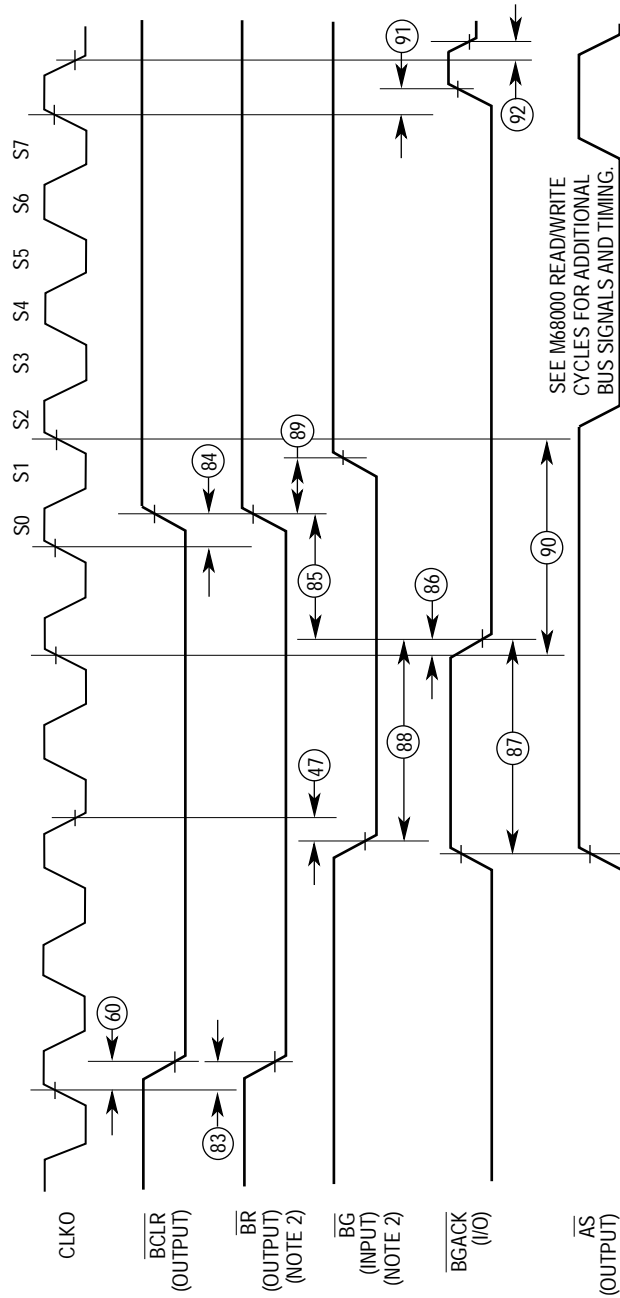 S0 S1 S2 S3 S4 S5 S6 S7
CLKO
60
BCLR
(OUTPUT)
84
83
BR
(OUTPUT)
(NOTE 2)
85
89
BG
(INPUT)
(NOTE 2)
47
88
86
91
BGACK
(I/O)
87
90
92
AS
(OUTPUT)
SEE M68000 READ/WRITE
CYCLES FOR ADDITIONAL
BUS SIGNALS AND TIMING.